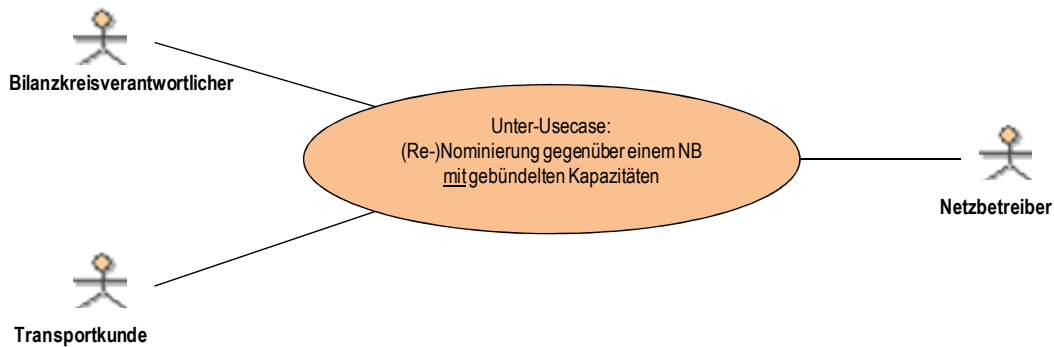 Bilanzkreisverantwortlicher
Unter-Usecase:
(Re-)Nominierung gegenüber einem NB
mit gebündelten Kapazitäten
Netzbetreiber
Transportkunde